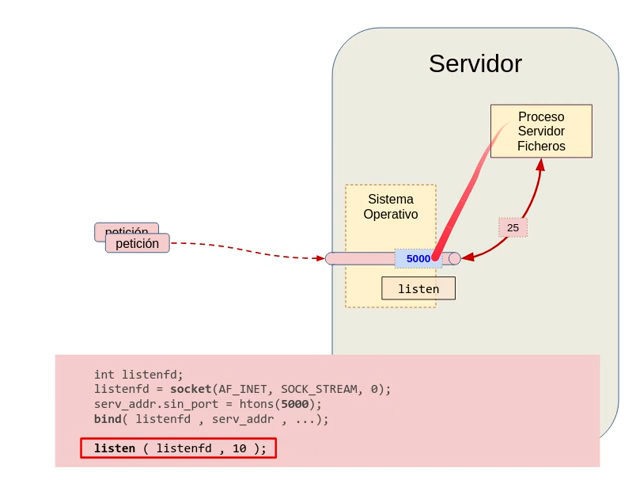 Servidor
Proceso
Servidor
Ficheros
Sistema
Operativo
25
petición
petición
5000
listen
int listenfd;
listenfd = socket(AF_INET, SOCK_STREAM, 0);
serv_addr.sin_port = htons(5000);
bind( listenfd , serv_addr , ...);
listen ( listenfd , 10 );